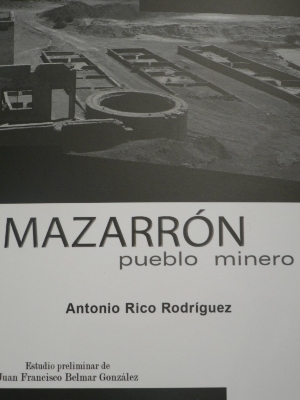 MAZARRÓN
pueblo minero
Antonio Rico Rodríguez
Estudio preliminar de
Juan Francisco Belmar González